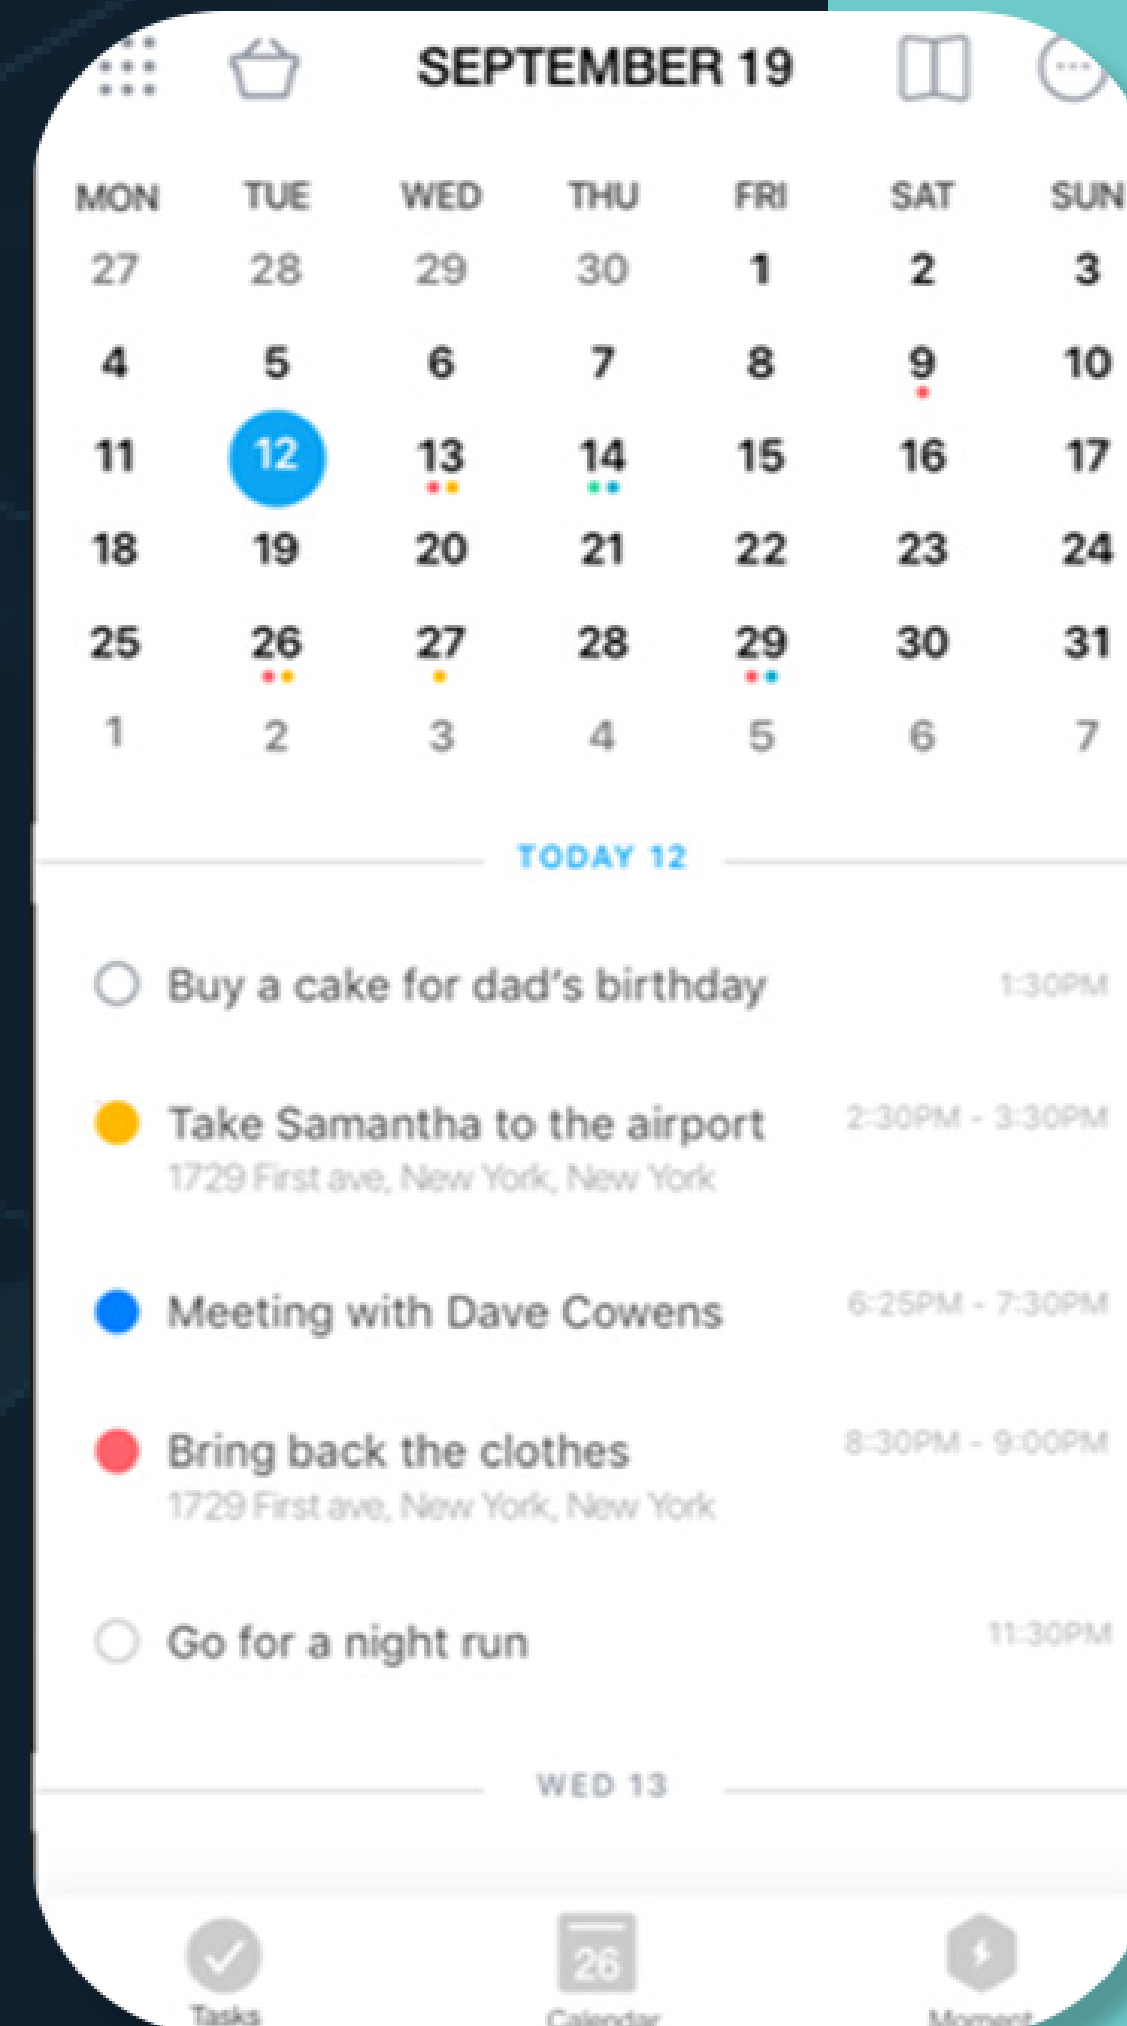 SEPTEMBER 19
MON TUE WED THU FRI SAT SUN
27 28 29 30 1 2 3
4 5 6 7 8 9 10
11 12 13 14 15 16 17
18 19 20 21 22 23 24
25 26 27 28 29 30 31
1 2 3 4 5 6 7
TODAY 12
Buy a cake for dad's birthday 1:30PM
Take Samantha to the airport 2:30PM - 3:30PM
1729 First ave, New York, New York
Meeting with Dave Cowens 6:25PM - 7:30PM
Bring back the clothes 8:30PM - 9:00PM
1729 First ave, New York, New York
Go for a night run 11:30PM
WED 13
26
Tasks Calendar Moment